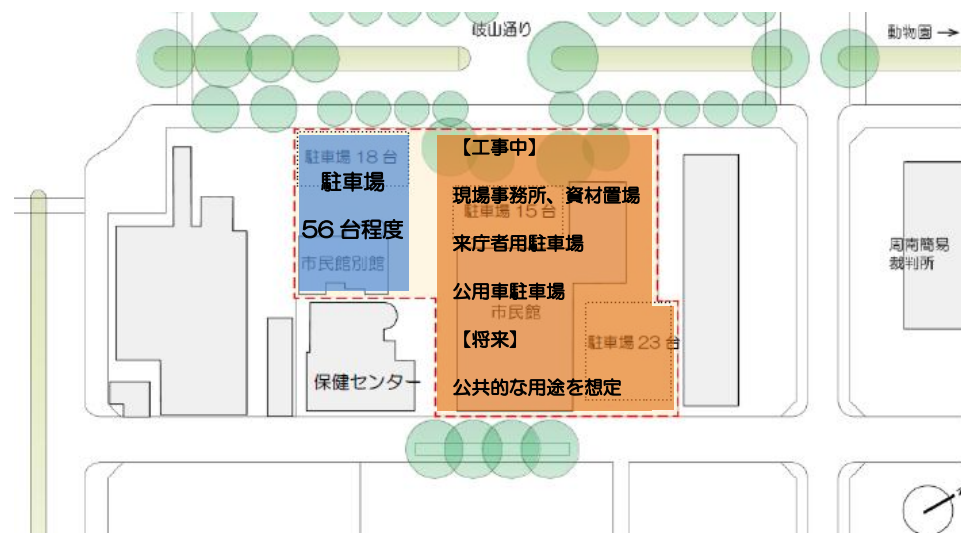 岐山通り
動物園 →
駐車場 18 台
駐車場
56 台程度
市民館別館
【工事中】
現場事務所、資材置場
駐車場 15 台
来庁者用駐車場
公用車駐車場
市民館
【将来】
駐車場 23 台
公共的な用途を想定
保健センター
周南簡易
裁判所